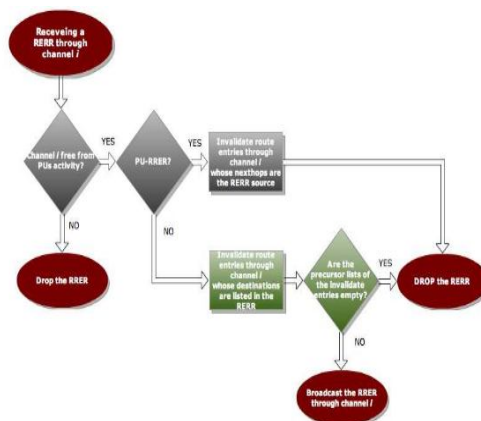 Receveing a
RERR through
channel i
Channel i free from
PUs activity?
YES
PU-RRER?
YES
Invalidate route
entries through
channel i
whose nexthops are
the RERR source
NO
NO
Drop the RRER
Invalidate route
entries through
channel i
whose destinations
are listed in the
RERR
Are the
precursor lists of
the invalidate
entries empty?
YES
DROP the RERR
NO
Broadcast the RRER
through channel i